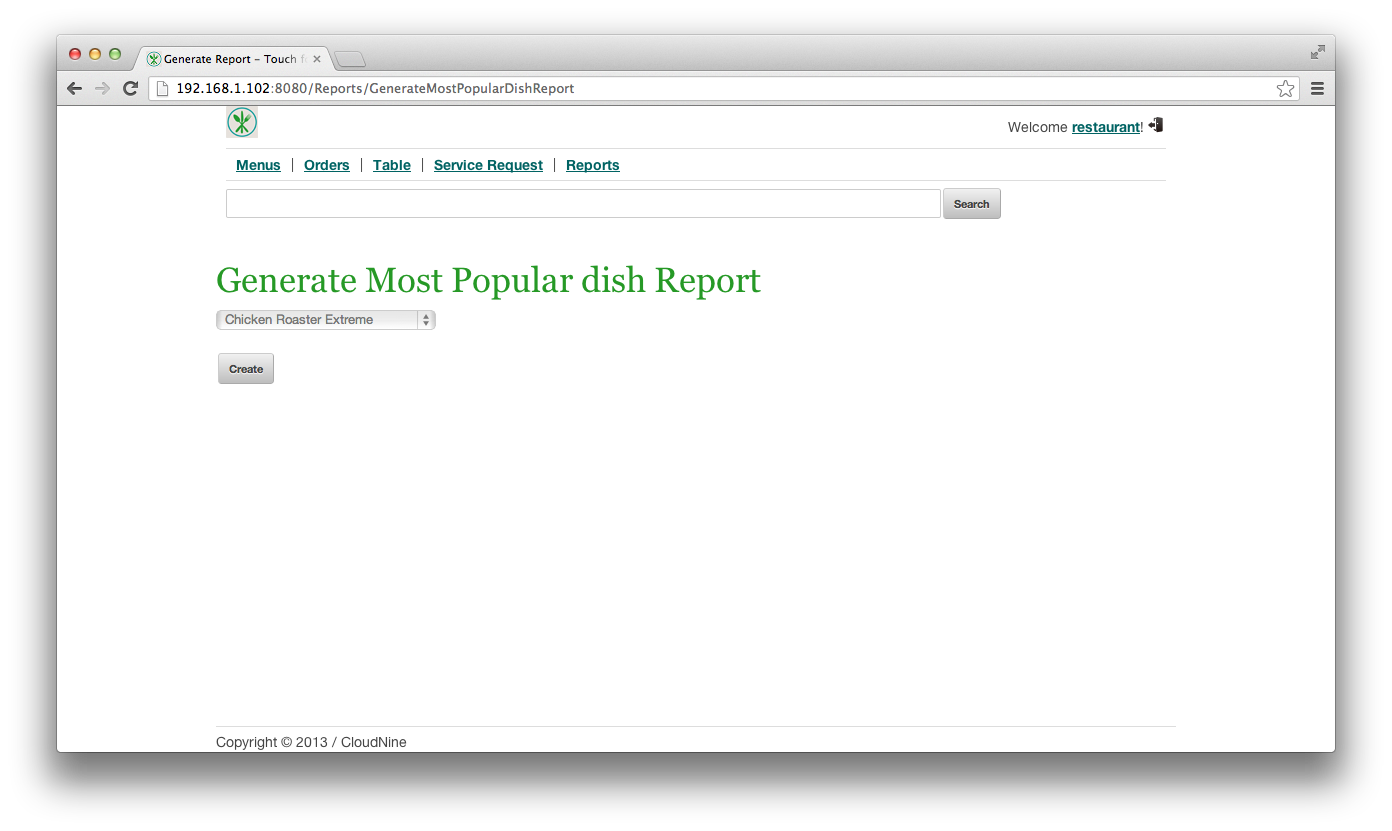 Generate Report – Touch f
192.168.1.102:8080/Reports/GenerateMostPopularDishReport
Welcome restaurant!
Menus | Orders | Table | Service Request | Reports
Search
Generate Most Popular dish Report
Chicken Roaster Extreme
Create
Copyright © 2013 / CloudNine